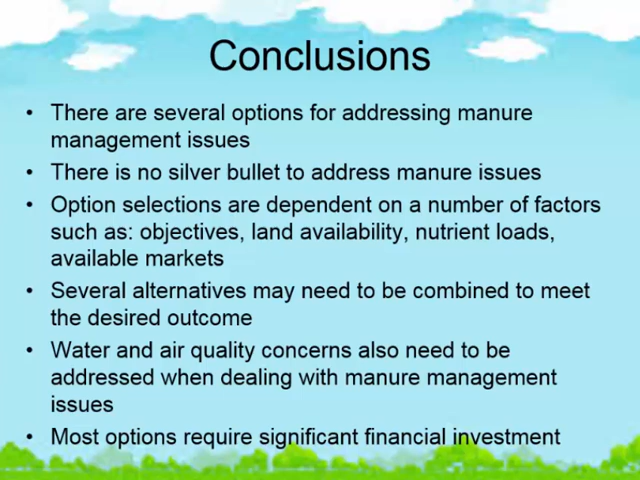 Conclusions
• There are several options for addressing manure
management issues
• There is no silver bullet to address manure issues
• Option selections are dependent on a number of factors
such as: objectives, land availability, nutrient loads,
available markets
• Several alternatives may need to be combined to meet
the desired outcome
• Water and air quality concerns also need to be
addressed when dealing with manure management
issues
• Most options require significant financial investment